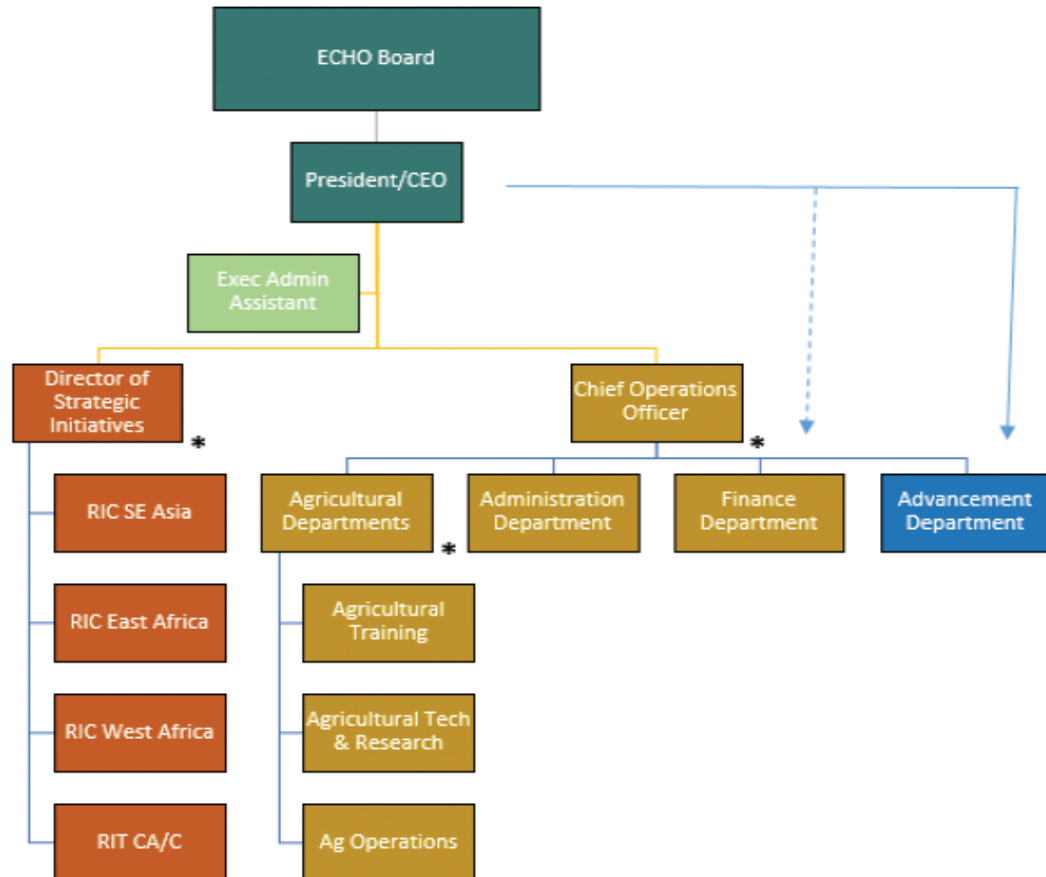 ECHO Board
President/CEO
Exec Admin
Assistant
Director of
Strategic
Initiatives
*
Chief Operations
Officer
*
RIC SE Asia
RIC East Africa
RIC West Africa
RIT CA/C
Agricultural
Departments
*
Administration
Department
Finance
Department
Advancement
Department
Agricultural
Training
Agricultural Tech
& Research
Ag Operations